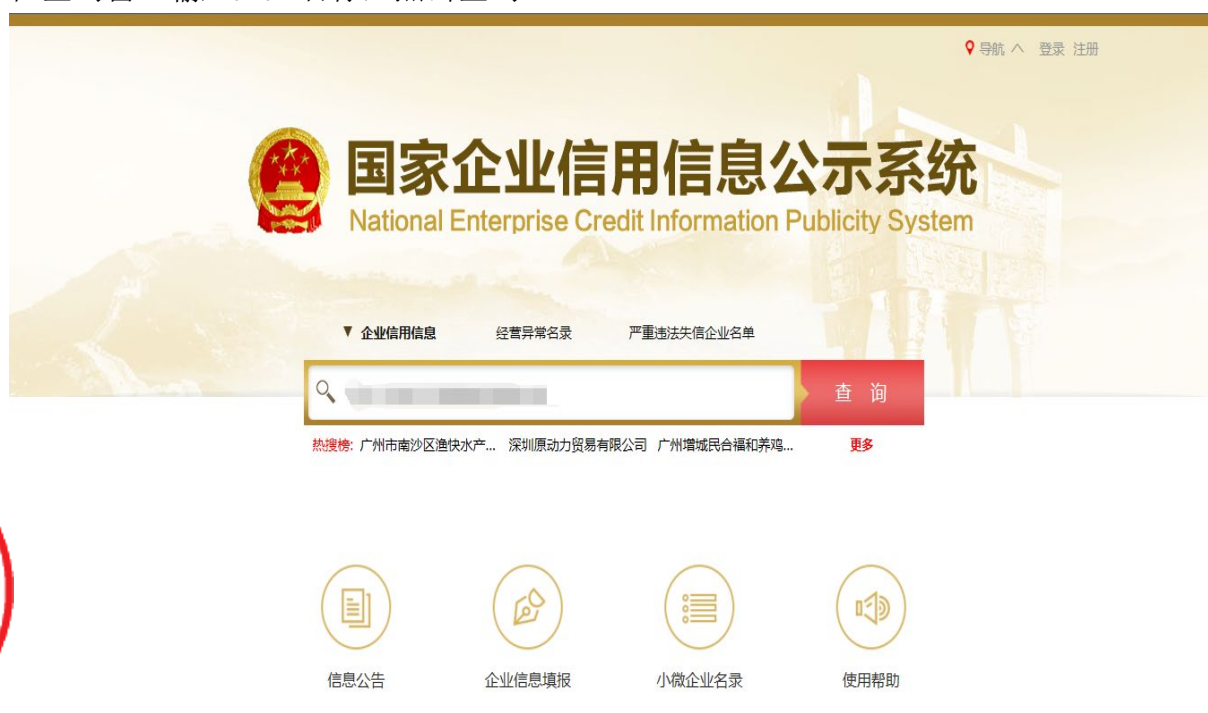 导航 登录 注册
国家企业信用信息公示系统
National Enterprise Credit Information Publicity System
▼ 企业信用信息 经营异常名录 严重违法失信企业名单
查 询
热搜榜: 广州市南沙区渔快水产... 深圳原动力贸易有限公司 广州增城民合福和养鸡... 更多
信息公告 企业信息填报 小微企业名录 使用帮助